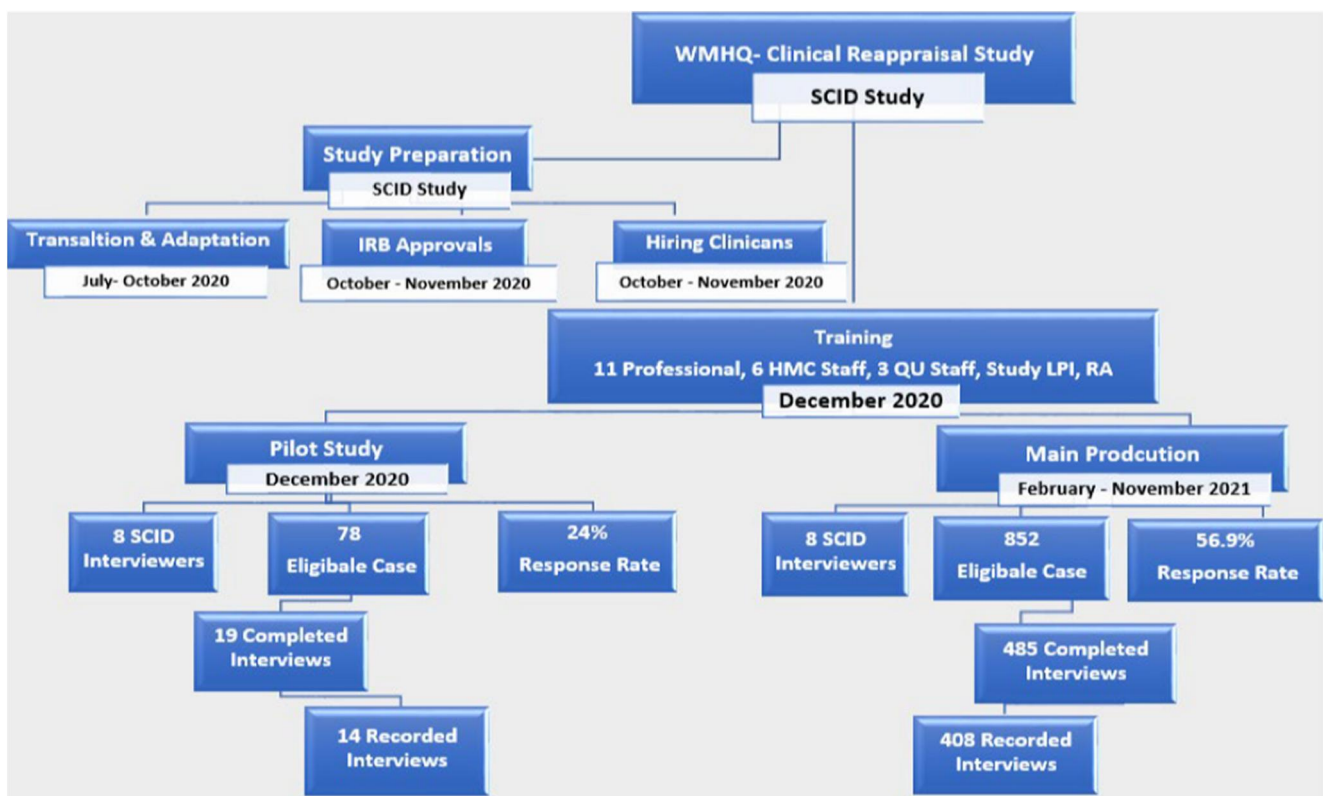 WMHQ- Clinical Reappraisal Study
SCID Study
Study Preparation
SCID Study
Transaltion & Adaptation
July- October 2020
IRB Approvals
October - November 2020
Hiring Clinicans
October - November 2020
Training
11 Professional, 6 HMC Staff, 3 QU Staff, Study LPI, RA
December 2020
Pilot Study
December 2020
8 SCID
Interviewers
78
Eligibale Case
24%
Response Rate
19 Completed
Interviews
14 Recorded
Interviews
Main Prodcution
February - November 2021
8 SCID
Interviewers
852
Eligibale Case
56.9%
Response Rate
485 Completed
Interviews
408 Recorded
Interviews